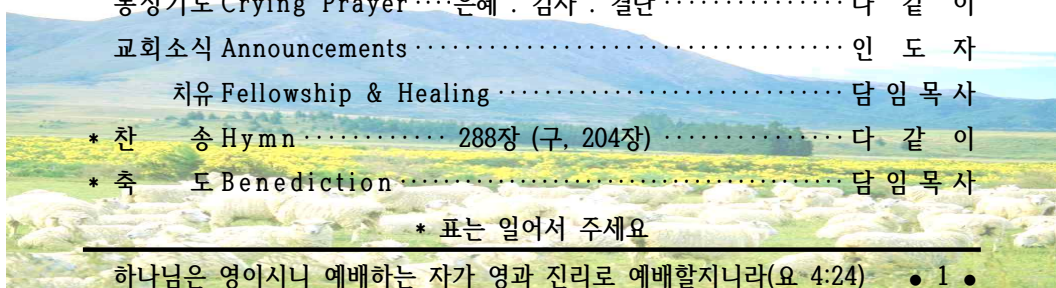 통성기도 Crying Prayer ···· 은혜 . 감사 . 결단 ··············· 다 같 이
교회소식 Announcements ·································· 인 도 자
치유 Fellowship & Healing ···························· 담 임 목 사
* 찬 송 Hymn ············ 288장 (구, 204장) ··············· 다 같 이
* 축 도 Benediction ··································· 담 임 목 사
* 표는 일어서 주세요
하나님은 영이시니 예배하는 자가 영과 진리로 예배할지니라(요 4:24) ● 1 ●